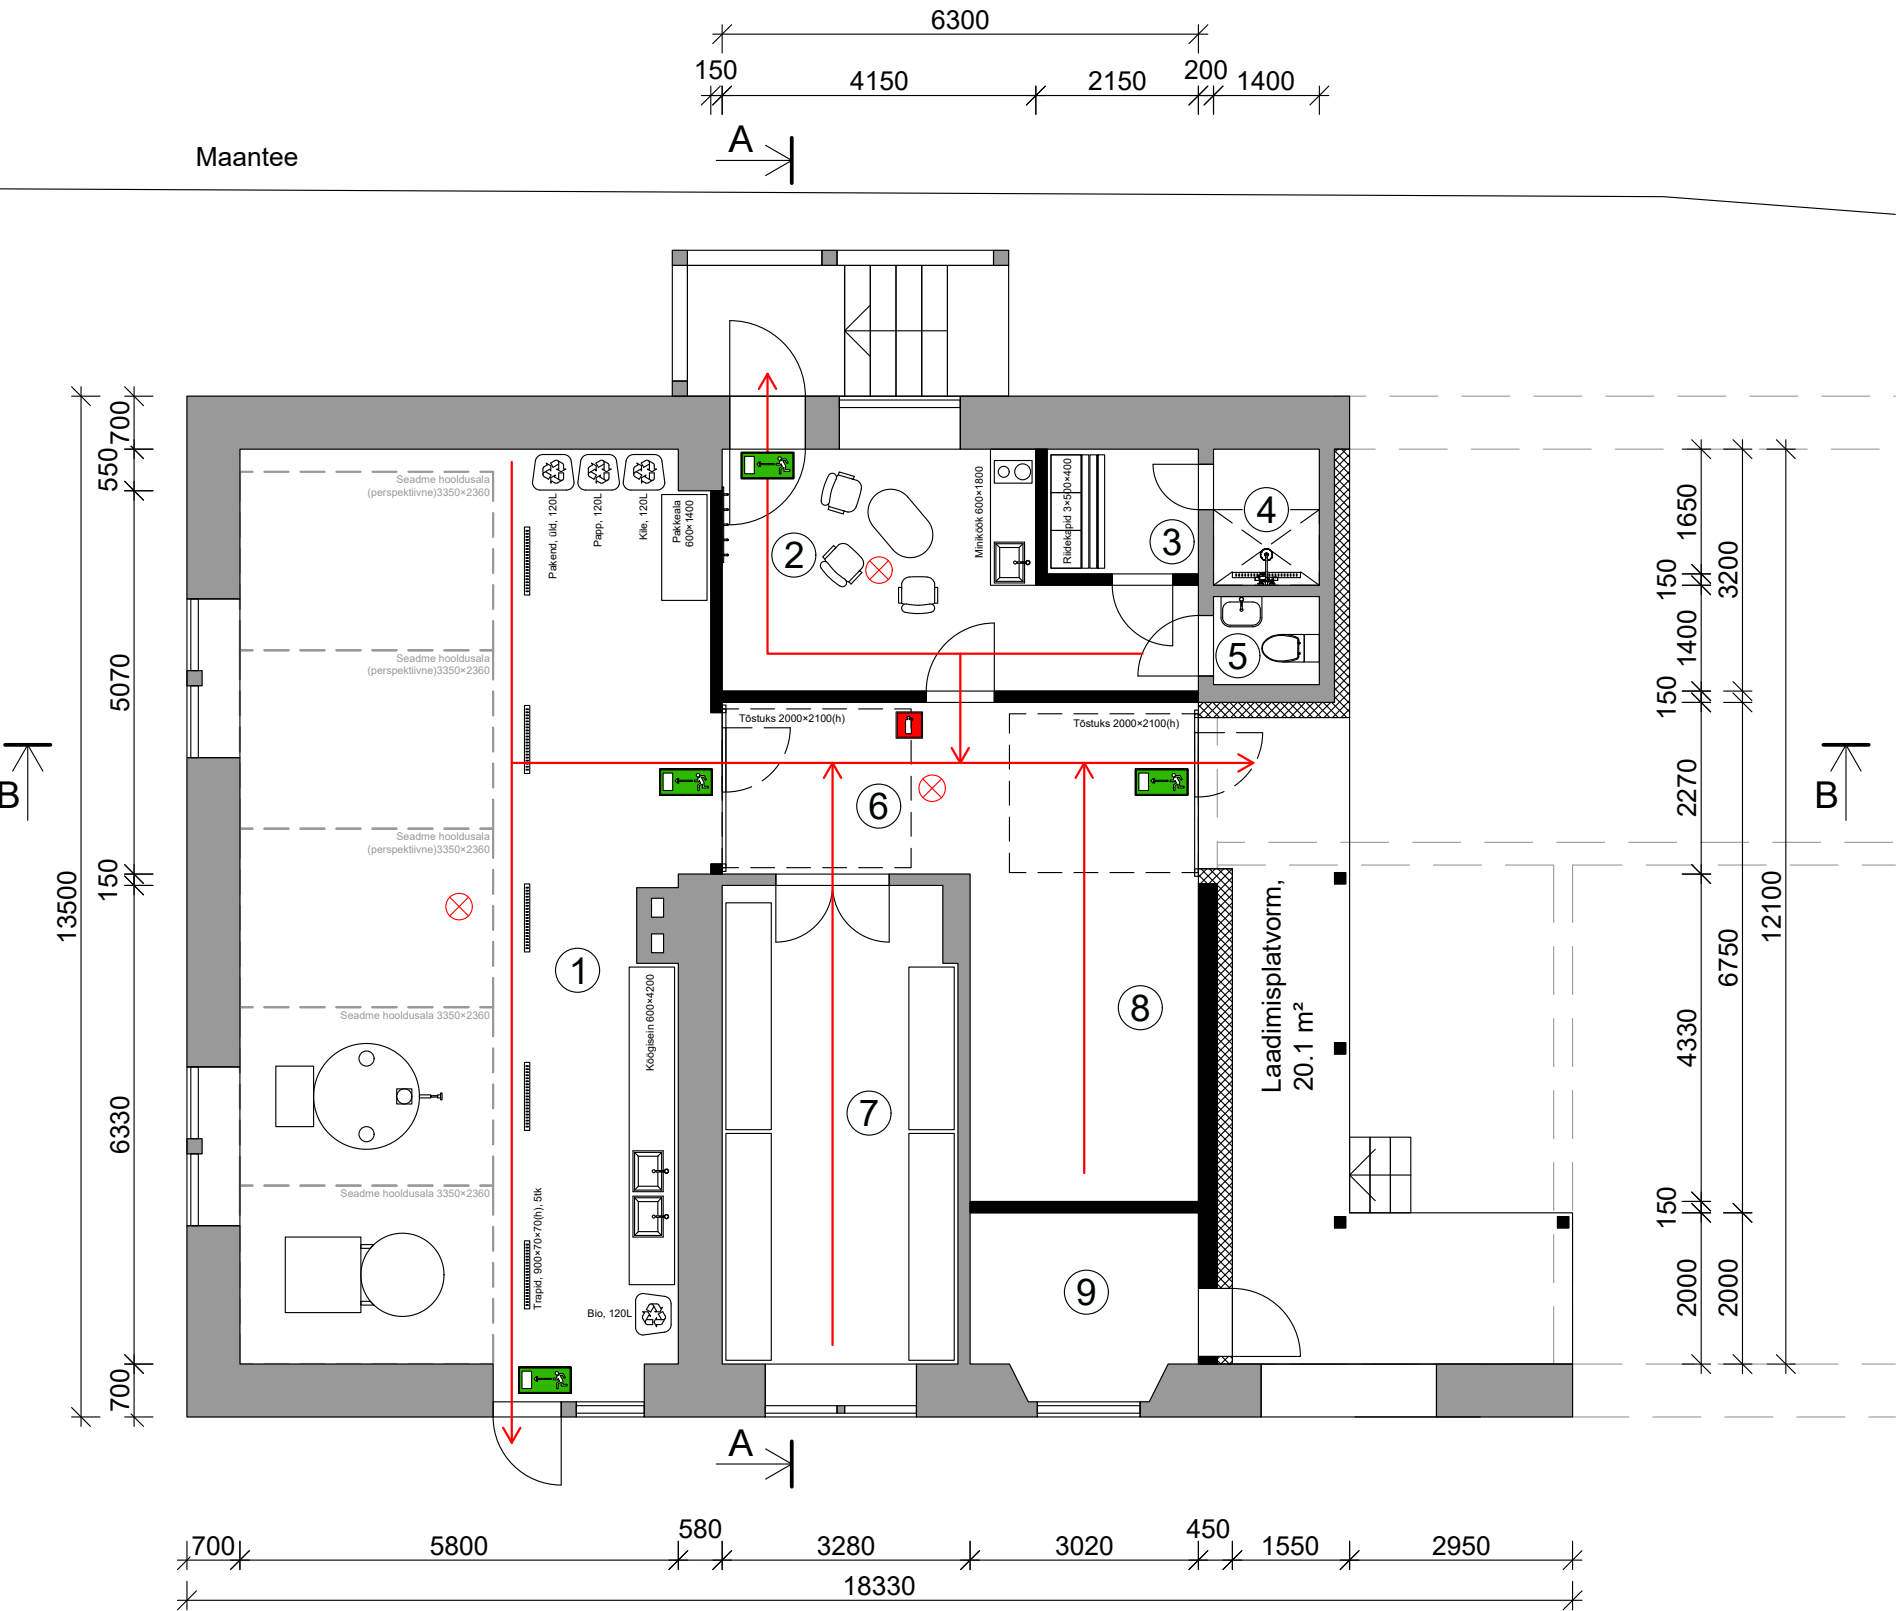 6300
150
4150
2150
200
1400
A
Maantee
700
550
5070
150
13500
6330
700
Seadme hooldusala
(perspektiivne)3350×2360
Seadme hooldusala
(perspektiivne)3350×2360
Seadme hooldusala
(perspektiivne)3350×2360
Seadme hooldusala 3350×2360
Seadme hooldusala 3350×2360
Pakend, üld, 120L
Papp, 120L
Kile, 120L
Pakkeala
600×1400
2
Miniköök 600×1800
Riidekapid 3×500×400
3
4
5
Tõstuks 2000×2100(h)
Tõstuks 2000×2100(h)
B
B
6
1
Köögisein 600×4200
7
8
9
Trapid, 900×70×70(h), 5tk
Bio, 120L
Laadimisplatvorm,
20.1 m²
1650
150
3200
1400
150
2270
12100
6750
4330
150
2000
2000
A
700
5800
580
3280
3020
450
1550
2950
18330